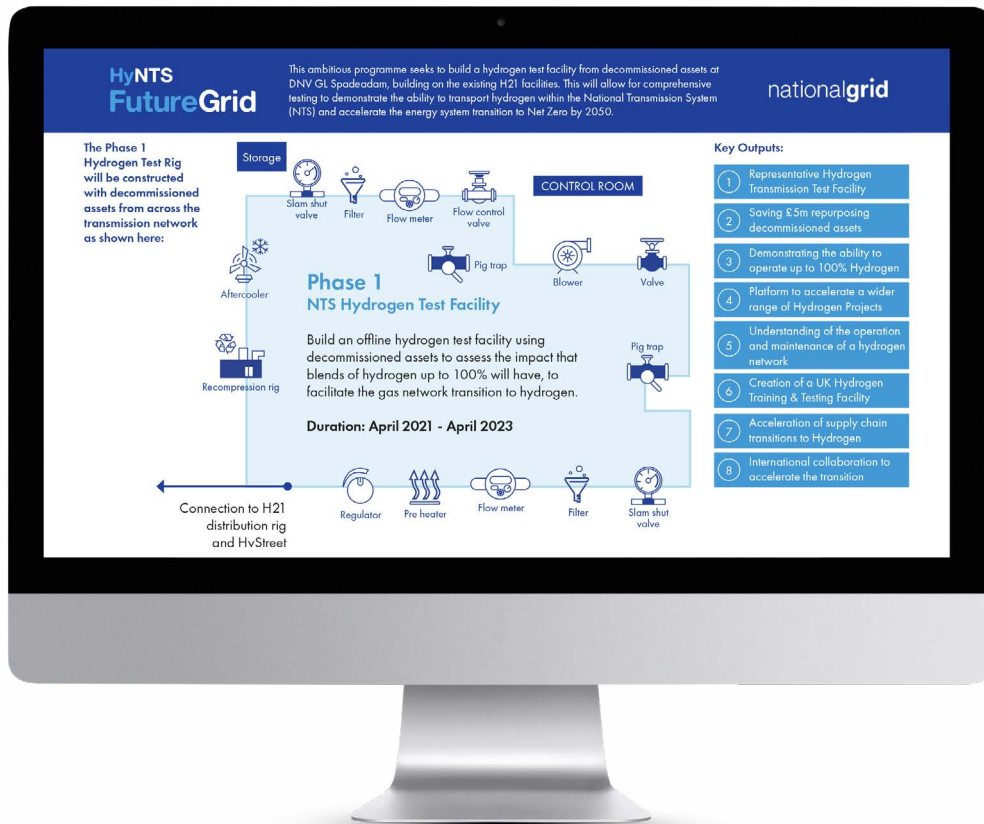 HyNTS
FutureGrid
This ambitious programme seeks to build a hydrogen test facility from decommissioned assets at
DNV GL Spadeadam, building on the existing H21 facilities. This will allow for comprehensive
testing to demonstrate the ability to transport hydrogen within the National Transmission System
(NTS) and accelerate the energy system transition to Net Zero by 2050.
nationalgrid
The Phase 1
Hydrogen Test Rig
will be constructed
with decommissioned
assets from across the
transmission network
as shown here:
Storage
Slam shut
valve
Filter
Flow meter
Flow control
valve
CONTROL ROOM
Pig trap
Blower
Valve
Aftercooler
Recompression rig
Phase 1
NTS Hydrogen Test Facility
Build an offline hydrogen test facility using
decommissioned assets to assess the impact that
blends of hydrogen up to 100% will have, to
facilitate the gas network transition to hydrogen.
Duration: April 2021 - April 2023
Pig trap
Connection to H21
distribution rig
and HyStreet
Regulator
Pre heater
Flow meter
Filter
Slam shut
valve
Key Outputs:
1 Representative Hydrogen
Transmission Test Facility
2 Saving £5m repurposing
decommissioned assets
3 Demonstrating the ability to
operate up to 100% Hydrogen
4 Platform to accelerate a wider
range of Hydrogen Projects
5 Understanding of the operation
and maintenance of a hydrogen
network
6 Creation of a UK Hydrogen
Training & Testing Facility
7 Acceleration of supply chain
transitions to Hydrogen
8 International collaboration to
accelerate the transition